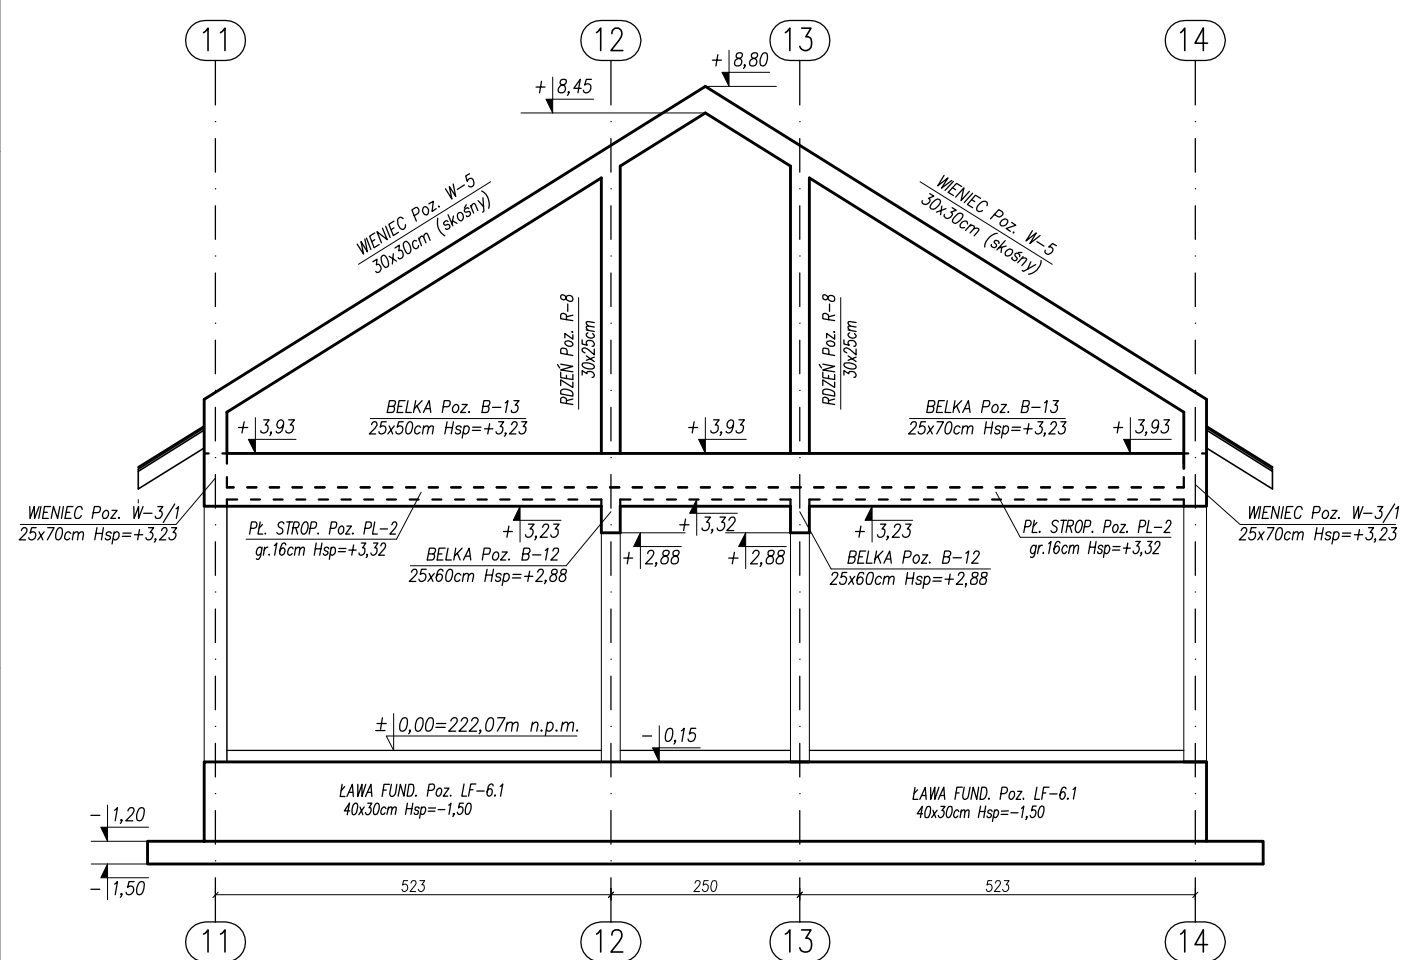 11
12
13
14
+ 8,80
+ 8,45
WIENIEC Poz. W-5
30x30cm (skośny)
WIENIEC Poz. W-5
30x30cm (skośny)
RDZEŃ Poz. R-8
30x25cm
RDZEŃ Poz. R-8
30x25cm
BELKA Poz. B-13
25x50cm Hsp=+3,23
BELKA Poz. B-13
25x70cm Hsp=+3,23
+ 3,93
+ 3,93
+ 3,93
WIENIEC Poz. W-3/1
25x70cm Hsp=+3,23
PŁ. STROP. Poz. PL-2
gr.16cm Hsp=+3,32
+ 3,23
BELKA Poz. B-12
25x60cm Hsp=+2,88
+ 3,32
+ 2,88
+ 2,88
+ 3,23
BELKA Poz. B-12
25x60cm Hsp=+2,88
PŁ. STROP. Poz. PL-2
gr.16cm Hsp=+3,32
WIENIEC Poz. W-3/1
25x70cm Hsp=+3,23
± 0,00=222,07m n.p.m.
- 0,15
ŁAWA FUND. Poz. LF-6.1
40x30cm Hsp=-1,50
ŁAWA FUND. Poz. LF-6.1
40x30cm Hsp=-1,50
- 1,20
- 1,50
523
250
523
11
12
13
14